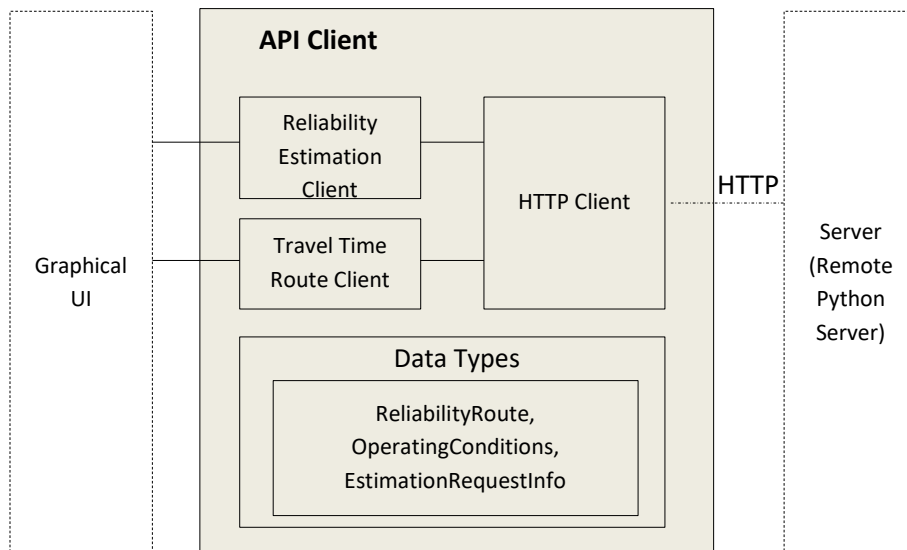 API Client
Reliability
Estimation
Client
HTTP Client
HTTP
Travel Time
Route Client
Graphical
UI
Server
(Remote
Python
Server)
Data Types
ReliabilityRoute,
OperatingConditions,
EstimationRequestInfo